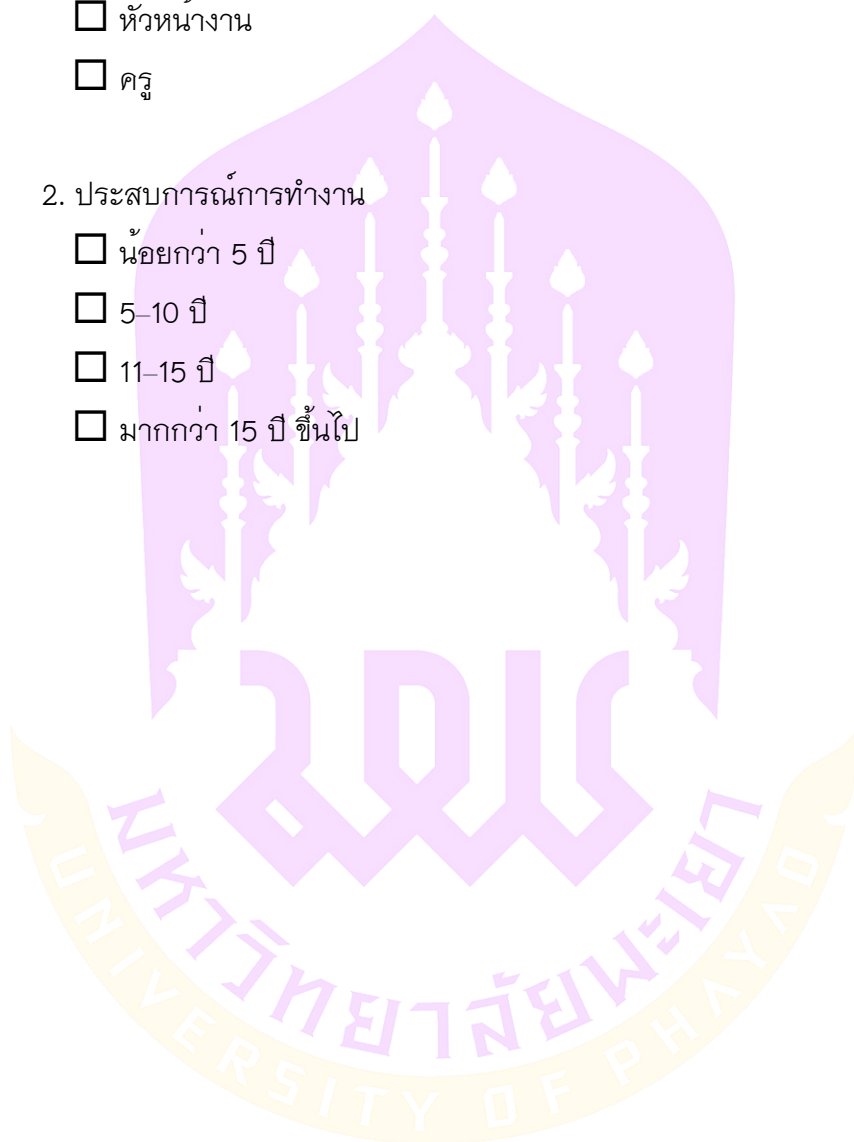 ☐ หัวหน้างาน
☐ ครู
2. ประสบการณ์การทำงาน
☐ น้อยกว่า 5 ปี
☐ 5–10 ปี
☐ 11–15 ปี
☐ มากกว่า 15 ปี ขึ้นไป
มหาวิทยาลัยพะเยา
UNIVERSITY OF PHAYAO